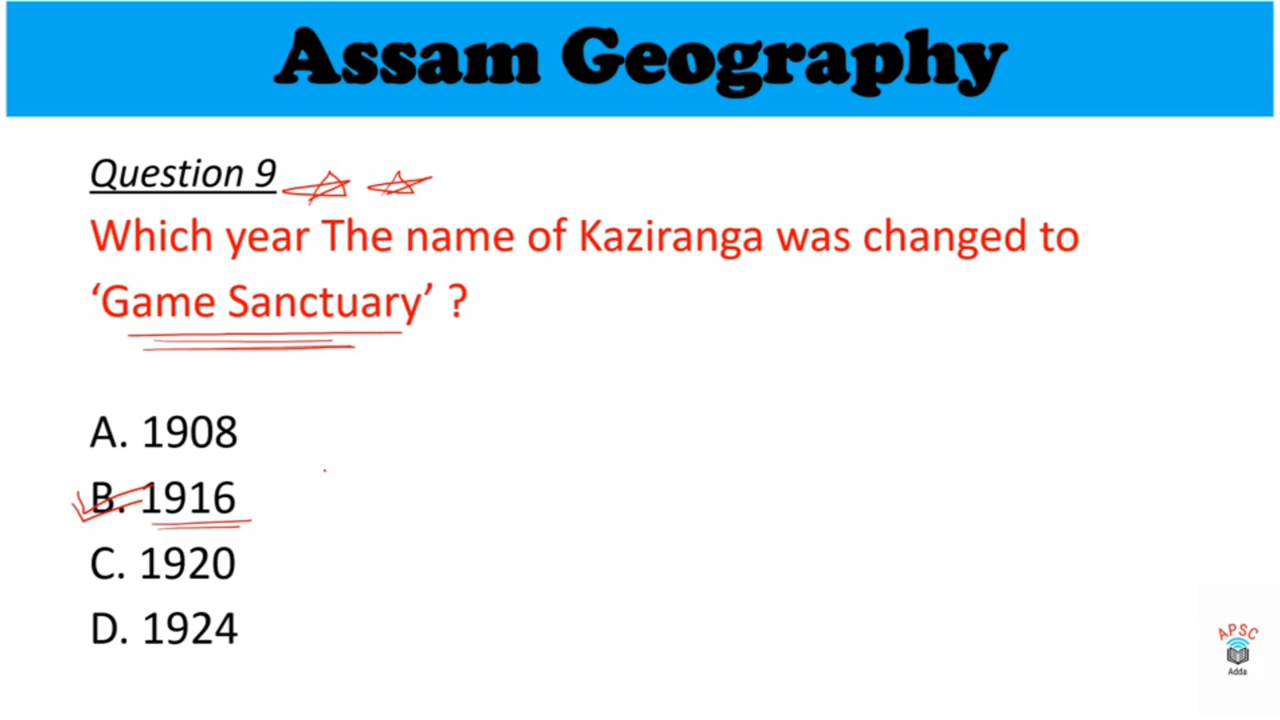 Assam Geography
Question 9
Which year The name of Kaziranga was changed to
‘Game Sanctuary’ ?
A. 1908
B. 1916
C. 1920
D. 1924
APSC
Adda